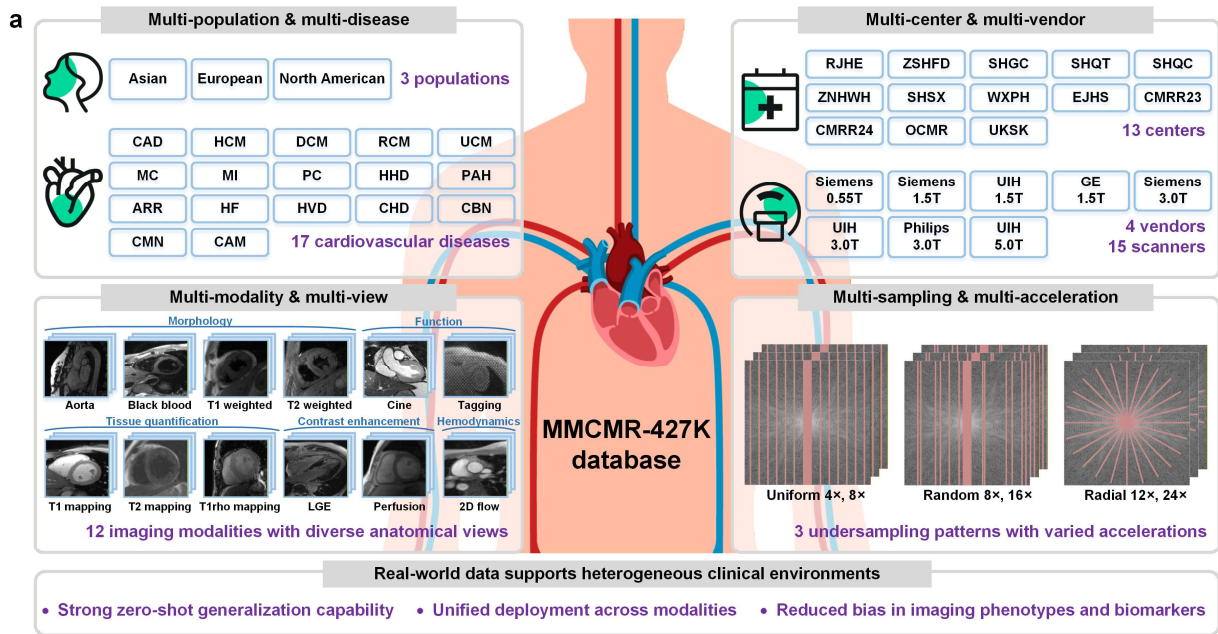 a
Multi-population & multi-disease
Asian European North American 3 populations
CAD HCM DCM RCM UCM
MC MI PC HHD PAH
ARR HF HVD CHD CBN
CMN CAM 17 cardiovascular diseases
Multi-center & multi-vendor
RJHE ZSHFD SHGC SHQT SHQC
ZNHWH SHSX WXPH EJHS CMRR23
CMRR24 OCMR UKSK 13 centers
Siemens 0.55T Siemens 1.5T UIH 1.5T GE 1.5T Siemens 3.0T
UIH 3.0T Philips 3.0T UIH 5.0T
4 vendors
15 scanners
Multi-modality & multi-view
Morphology Function
Aorta Black blood T1 weighted T2 weighted Cine Tagging
Tissue quantification Contrast enhancement Hemodynamics
T1 mapping T2 mapping T1rho mapping LGE Perfusion 2D flow
12 imaging modalities with diverse anatomical views
MMCMR-427K
database
Multi-sampling & multi-acceleration
Uniform 4×, 8× Random 8×, 16× Radial 12×, 24×
3 undersampling patterns with varied accelerations
Real-world data supports heterogeneous clinical environments
• Strong zero-shot generalization capability • Unified deployment across modalities • Reduced bias in imaging phenotypes and biomarkers